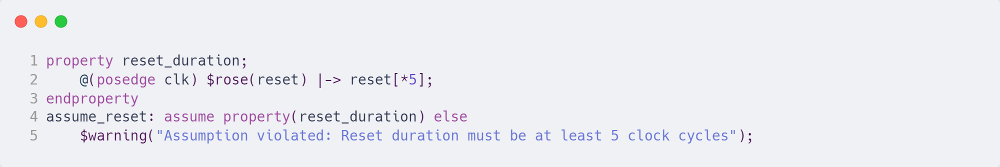 1 property reset_duration;
2     @(posedge clk) $rose(reset) |-> reset[*5];
3 endproperty
4 assume_reset: assume property(reset_duration) else
5     $warning("Assumption violated: Reset duration must be at least 5 clock cycles");